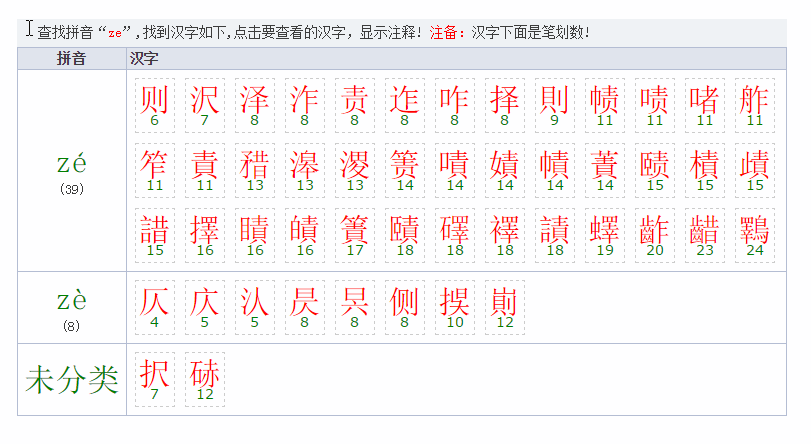 查找拼音“ze”,找到汉字如下,点击要查看的汉字，显示注释！注备：汉字下面是笔划数！
拼音 汉字
则 沢 泽 泎 责 迮 咋 择 則 帻 啧 啫 舴
6 7 8 8 8 8 8 8 9 11 11 11 11
zé
(39)
笮 責 矠 滜 溭 箦 嘖 嫧 幘 蔶 赜 樍 歵
11 11 13 13 13 14 14 14 14 14 15 15 15
諎 擇 瞔 皟 簀 賾 礋 襗 謮 蠌 齚 齰 鸅
15 16 16 16 17 18 18 18 18 19 20 23 24
zè
(8)
仄 庂 汄 昃 昗 侧 捑 崱
4 5 5 8 8 8 10 12
未分类
択 硳
7 12